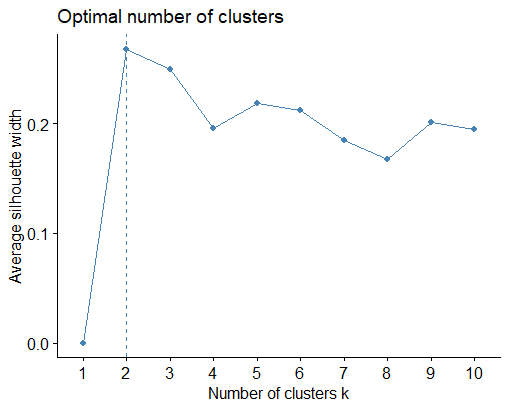 Optimal number of clusters
Average silhouette width
0.2
0.1
0.0
1 2 3 4 5 6 7 8 9 10
Number of clusters k